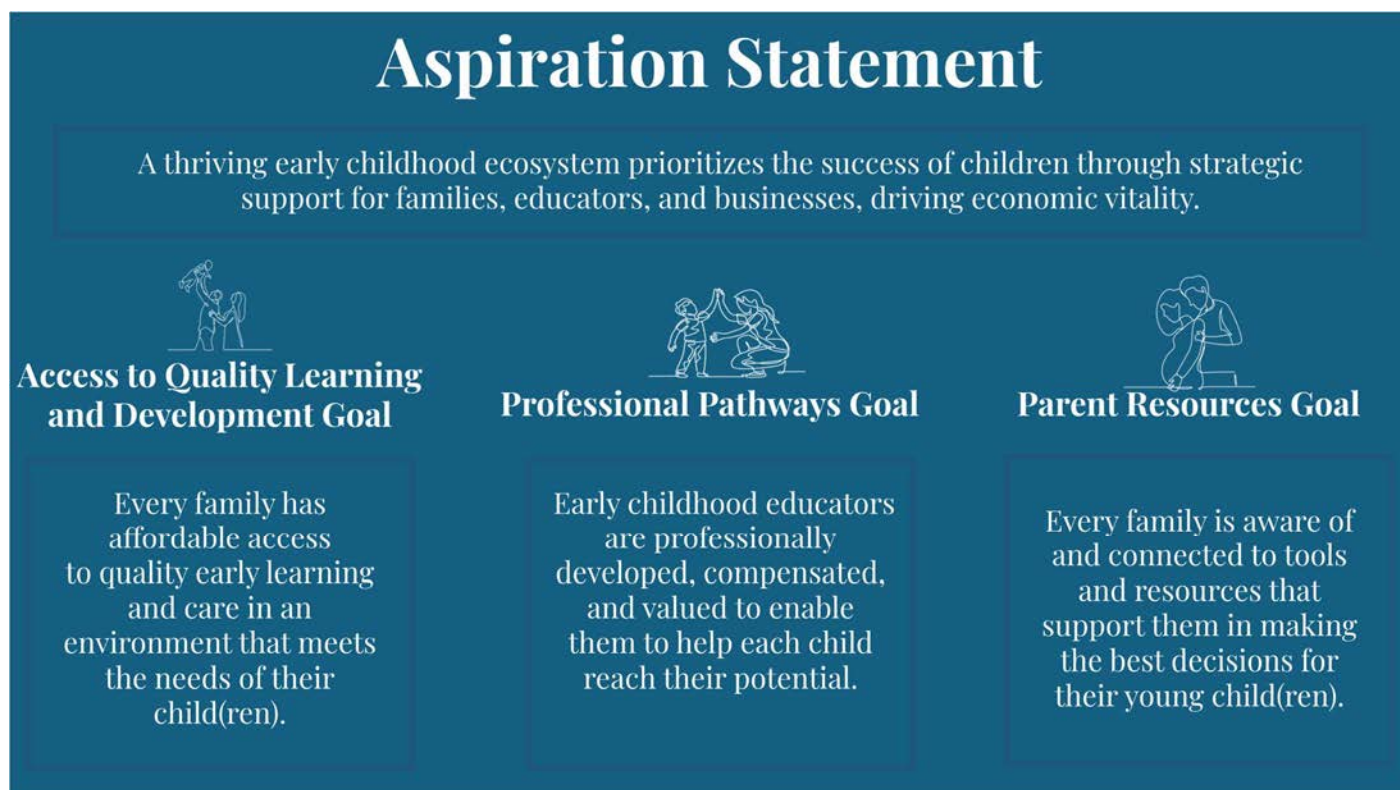 Aspiration Statement
A thriving early childhood ecosystem prioritizes the success of children through strategic
support for families, educators, and businesses, driving economic vitality.
Access to Quality Learning
and Development Goal
Every family has
affordable access
to quality early learning
and care in an
environment that meets
the needs of their
child(ren).
Professional Pathways Goal
Early childhood educators
are professionally
developed, compensated,
and valued to enable
them to help each child
reach their potential.
Parent Resources Goal
Every family is aware of
and connected to tools
and resources that
support them in making
the best decisions for
their young child(ren).